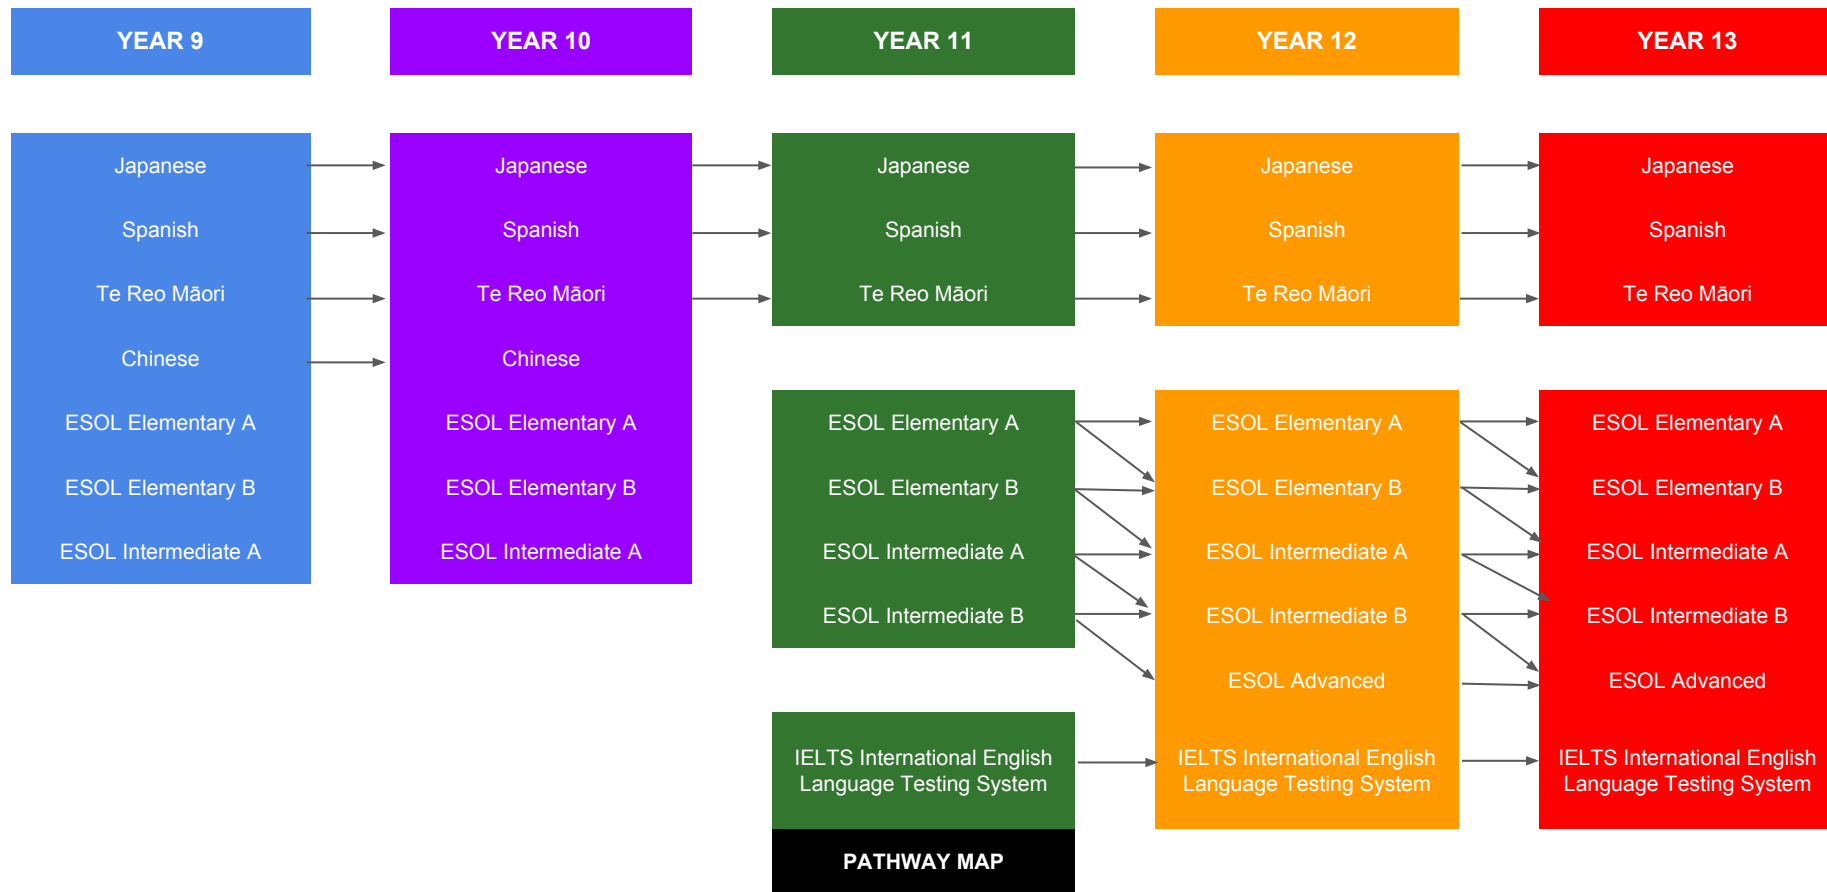 YEAR 9
YEAR 10
YEAR 11
YEAR 12
YEAR 13
Japanese
Spanish
Te Reo Māori
Chinese
ESOL Elementary A
ESOL Elementary B
ESOL Intermediate A
Japanese
Spanish
Te Reo Māori
Chinese
ESOL Elementary A
ESOL Elementary B
ESOL Intermediate A
Japanese
Spanish
Te Reo Māori
ESOL Elementary A
ESOL Elementary B
ESOL Intermediate A
ESOL Intermediate B
IELTS International English
Language Testing System
PATHWAY MAP
Japanese
Spanish
Te Reo Māori
ESOL Elementary A
ESOL Elementary B
ESOL Intermediate A
ESOL Intermediate B
ESOL Advanced
IELTS International English
Language Testing System
Japanese
Spanish
Te Reo Māori
ESOL Elementary A
ESOL Elementary B
ESOL Intermediate A
ESOL Intermediate B
ESOL Advanced
IELTS International English
Language Testing System